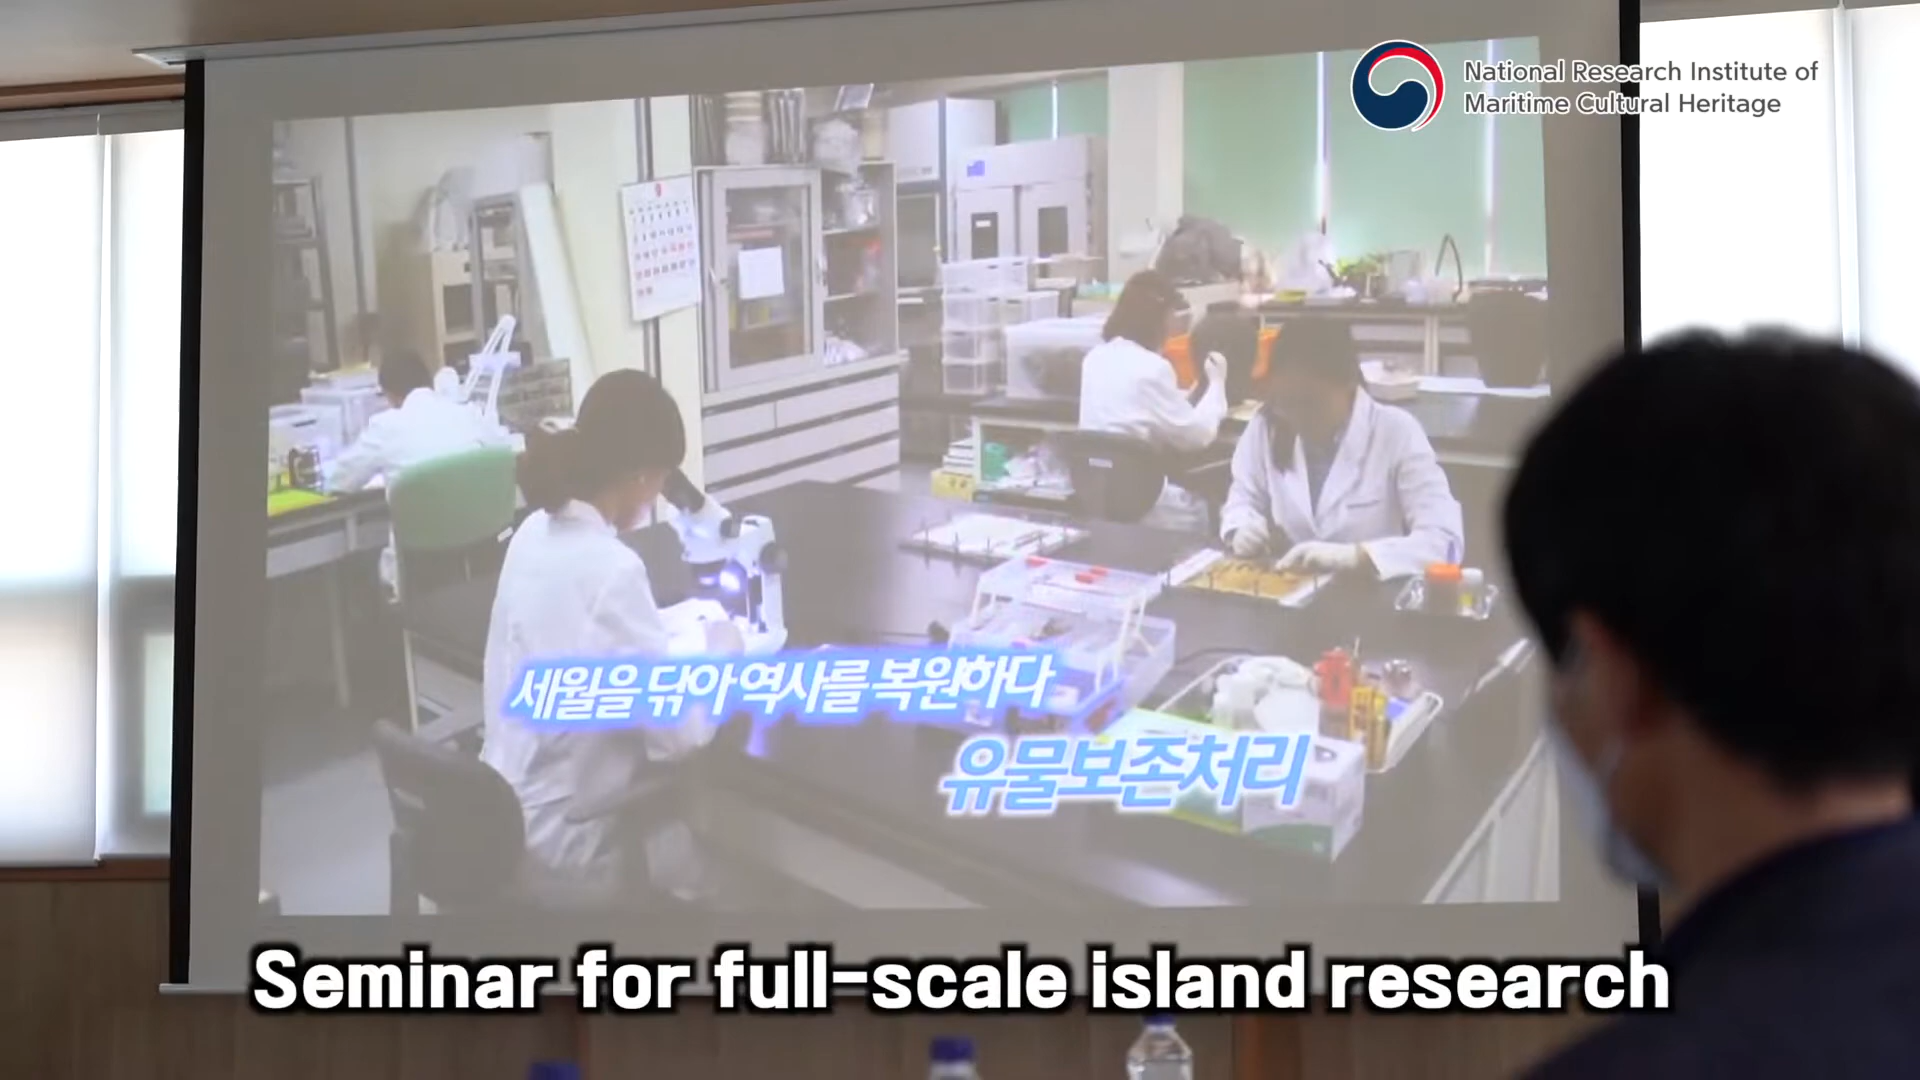 National Research Institute of
Maritime Cultural Heritage
세월을 닦아 역사를 복원하다
유물보존처리
Seminar for full-scale island research